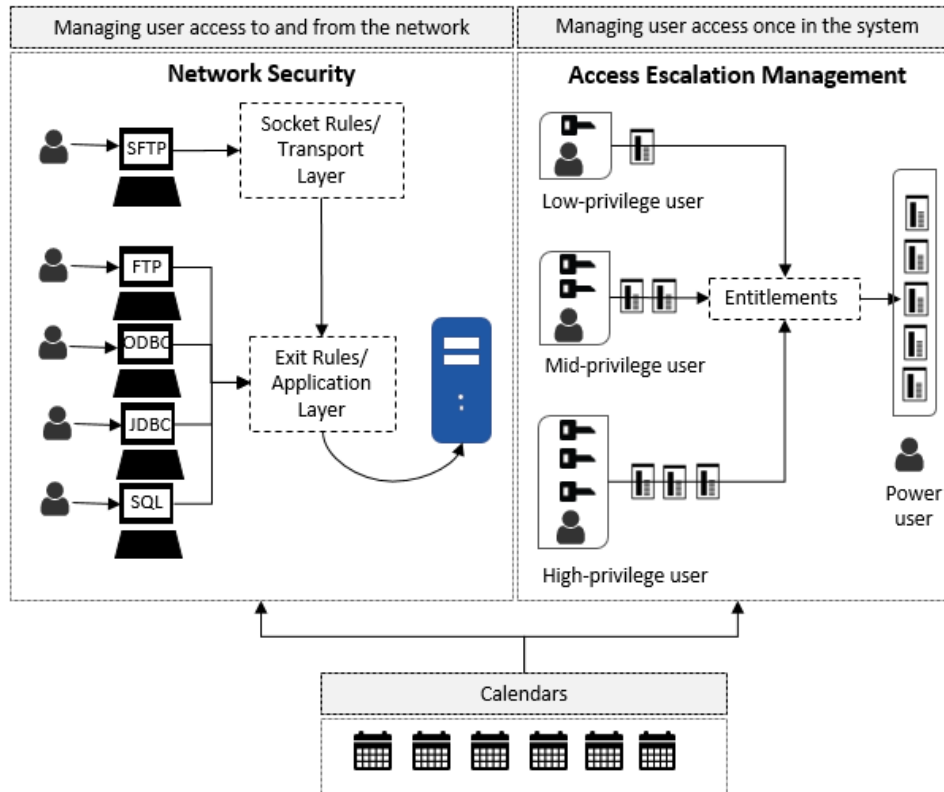 Managing user access to and from the network
Managing user access once in the system
Network Security
SFTP
Socket Rules/
Transport
Layer
FTP
ODBC
JDBC
SQL
Exit Rules/
Application
Layer
Access Escalation Management
Low-privilege user
Mid-privilege user
High-privilege user
Entitlements
Power
user
Calendars